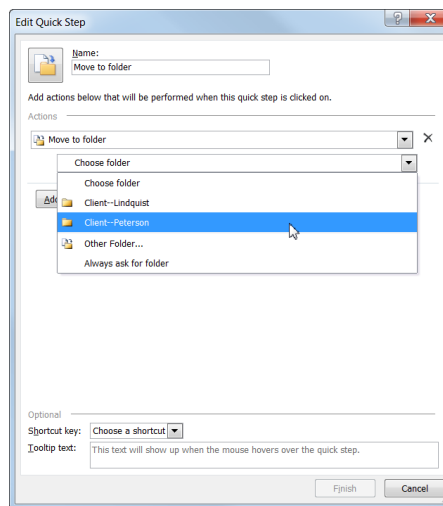 Edit Quick Step
Name:
Move to folder
Add actions below that will be performed when this quick step is clicked on.
Actions
Move to folder
Choose folder
Choose folder
Client--Lindquist
Client--Peterson
Other Folder...
Always ask for folder
Optional
Shortcut key: Choose a shortcut
Tooltip text: This text will show up when the mouse hovers over the quick step.
Finish Cancel